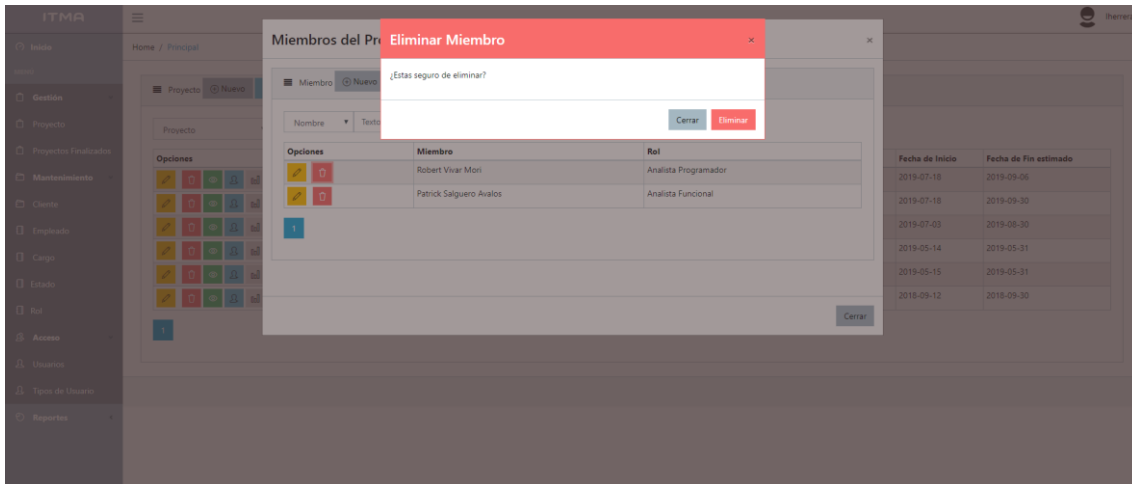 ITMA
lherrera
Inicio
Home / Principal
Miembros del Pr
Eliminar Miembro
×
×
¿Estas seguro de eliminar?
Cerrar Eliminar
Gestión
Proyecto
Proyectos Finalizados
Mantenimiento
Cliente
Empleado
Cargo
Estado
Rol
Acceso
Usuarios
Tipos de Usuario
Reportes
Proyecto Nuevo
Proyecto
Opciones
1
Miembro Nuevo
Nombre Texto
Opciones Miembro Rol
Robert Vivar Mori Analista Programador
Patrick Salguero Avalos Analista Funcional
1
Cerrar
Fecha de Inicio Fecha de Fin estimado
2019-07-18 2019-09-06
2019-07-18 2019-09-30
2019-07-03 2019-08-30
2019-05-14 2019-05-31
2019-05-15 2019-05-31
2018-09-12 2018-09-30